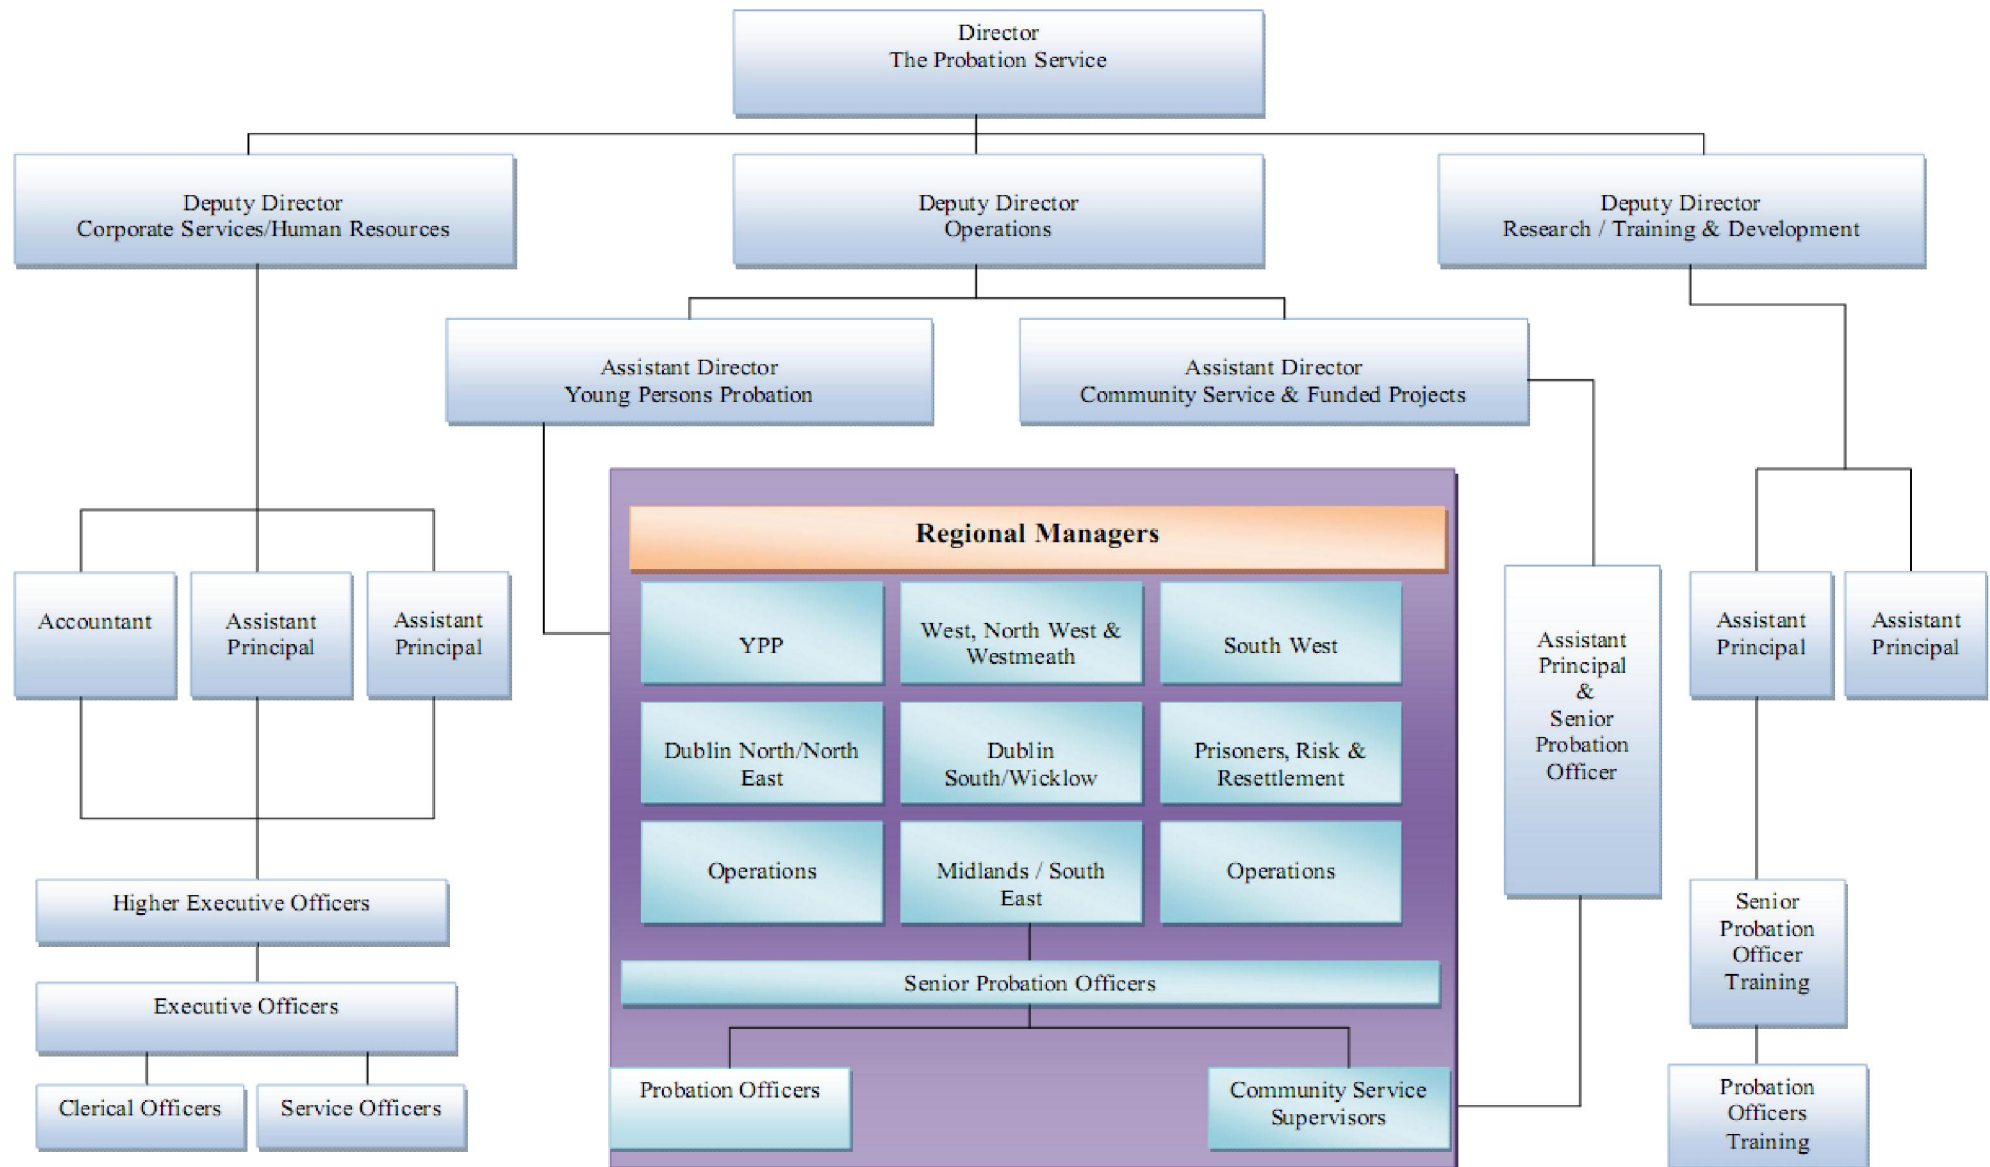 Director
The Probation Service
Deputy Director
Corporate Services/Human Resources
Deputy Director
Operations
Deputy Director
Research / Training & Development
Assistant Director
Young Persons Probation
Assistant Director
Community Service & Funded Projects
Regional Managers
YPP
West, North West &
Westmeath
South West
Dublin North/North
East
Dublin
South/Wicklow
Prisoners, Risk &
Resettlement
Operations
Midlands / South
East
Operations
Senior Probation Officers
Probation Officers
Community Service
Supervisors
Accountant
Assistant
Principal
Assistant
Principal
Higher Executive Officers
Executive Officers
Clerical Officers
Service Officers
Assistant
Principal
&
Senior
Probation
Officer
Assistant
Principal
Assistant
Principal
Senior
Probation
Officer
Training
Probation
Officers
Training